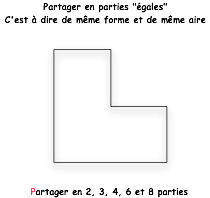 Partager en parties "égales"
C'est à dire de même forme et de même aire
Partager en 2, 3, 4, 6 et 8 parties